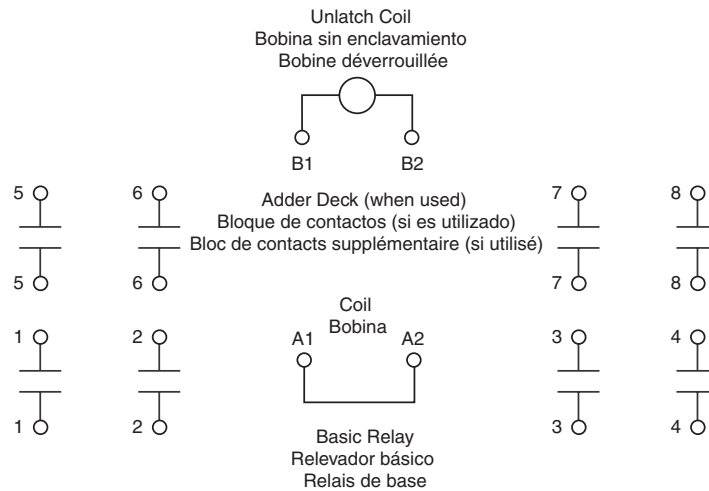 Unlatch Coil
Bobina sin enclavamiento
Bobine déverrouillée
B1 B2
5 6 7 8
Adder Deck (when used)
Bloque de contactos (si es utilizado)
Bloc de contacts supplémentaire (si utilisé)
5 6 7 8
Coil
Bobina
1 2 A1 A2 3 4
1 2 3 4
Basic Relay
Relevador básico
Relais de base